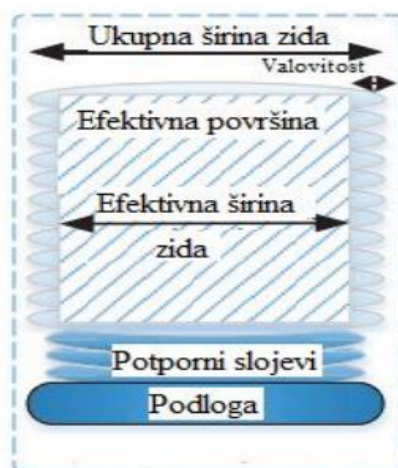 Ukupna širina zida
Valovitost
Efektivna površina
Efektivna širina
zida
Potporni slojevi
Podloga